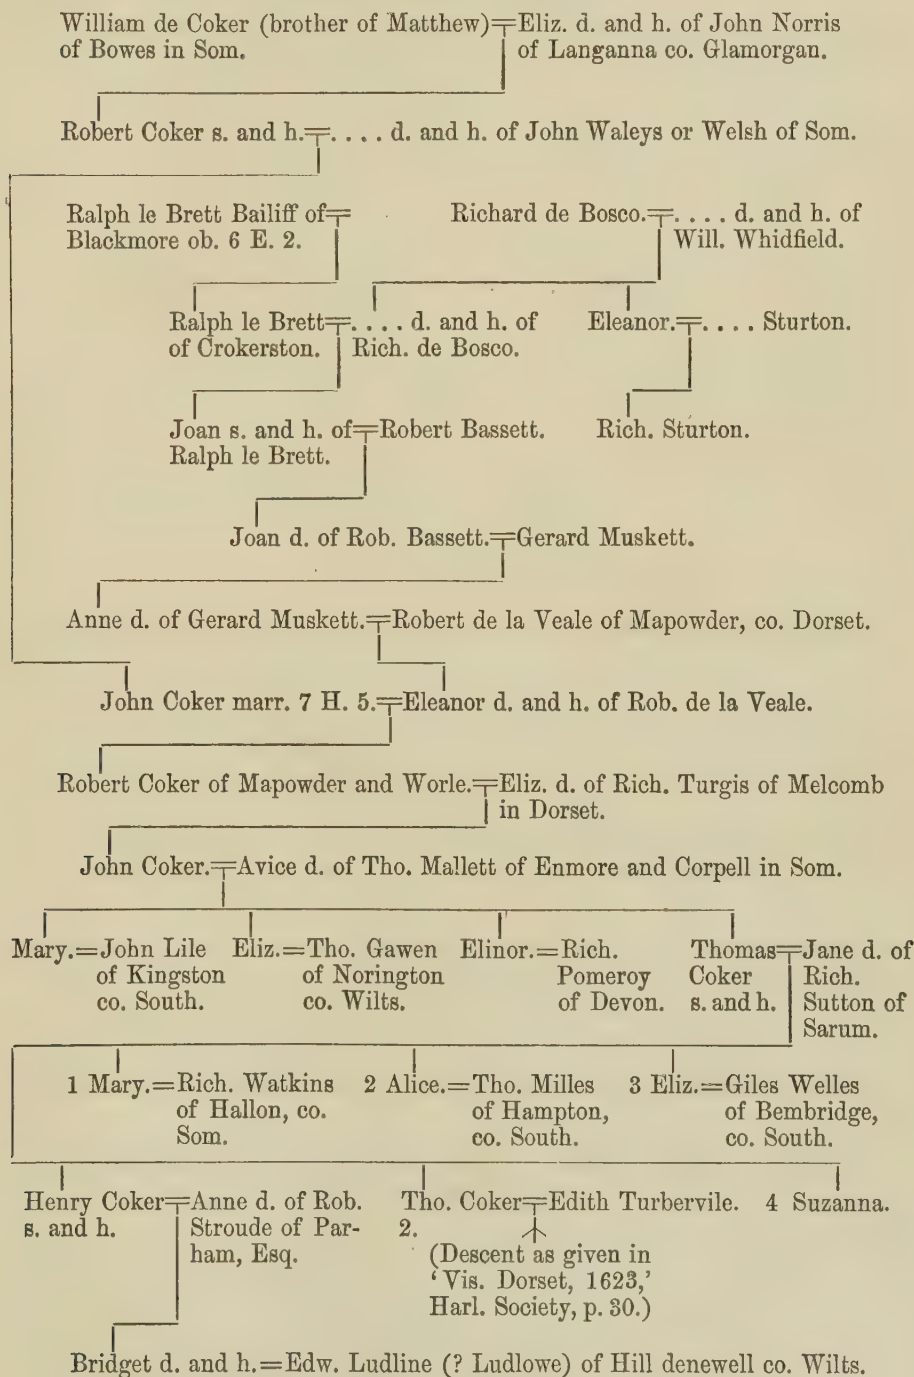 William de Coker (brother of Matthew)=Eliz. d. and h. of John Norris
of Bowes in Som. of Langanna co. Glamorgan.
Robert Coker s. and h.=. . . . d. and h. of John Waleys or Welsh of Som.
Ralph le Brett Bailiff of= Richard de Bosco.=. . . . d. and h. of
Blackmore ob. 6 E. 2. Will. Whidfield.
Ralph le Brett=. . . . d. and h. of Eleanor.=. . . . Sturton.
of Crokerston. Rich. de Bosco.
Joan s. and h. of=Robert Bassett. Rich. Sturton.
Ralph le Brett.
Joan d. of Rob. Bassett.=Gerard Muskett.
Anne d. of Gerard Muskett.=Robert de la Veale of Mapowder, co. Dorset.
John Coker marr. 7 H. 5.=Eleanor d. and h. of Rob. de la Veale.
Robert Coker of Mapowder and Worle.=Eliz. d. of Rich. Turgis of Melcomb
in Dorset.
John Coker.=Avice d. of Tho. Mallett of Enmore and Corpell in Som.
Mary.=John Lile Eliz.=Tho. Gawen Elinor.=Rich. Thomas=Jane d. of
of Kingston of Norington Pomeroy Coker Rich.
co. South. co. Wilts. of Devon. s. and h. Sutton of
Sarum.
1 Mary.=Rich. Watkins 2 Alice.=Tho. Milles 3 Eliz.=Giles Welles
of Hallon, co. of Hampton, of Bembridge,
Som. co. South. co. South.
Henry Coker=Anne d. of Rob. Tho. Coker=Edith Turbervile. 4 Suzanna.
s. and h. Stroude of Par- 2.
ham, Esq. (Descent as given in
'Vis. Dorset, 1623,'
Harl. Society, p. 30.)
Bridget d. and h.=Edw. Ludline (? Ludlowe) of Hill denewell co. Wilts.